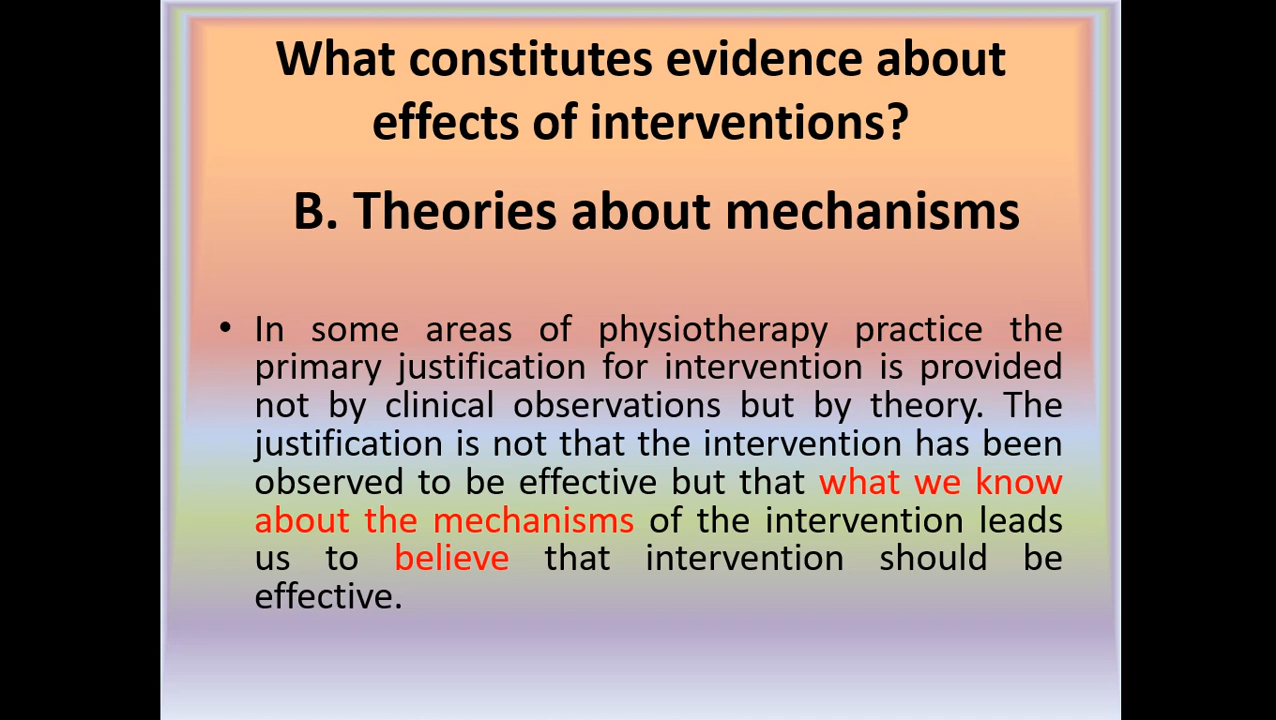 What constitutes evidence about
effects of interventions?
B. Theories about mechanisms
• In some areas of physiotherapy practice the
primary justification for intervention is provided
not by clinical observations but by theory. The
justification is not that the intervention has been
observed to be effective but that what we know
about the mechanisms of the intervention leads
us to believe that intervention should be
effective.